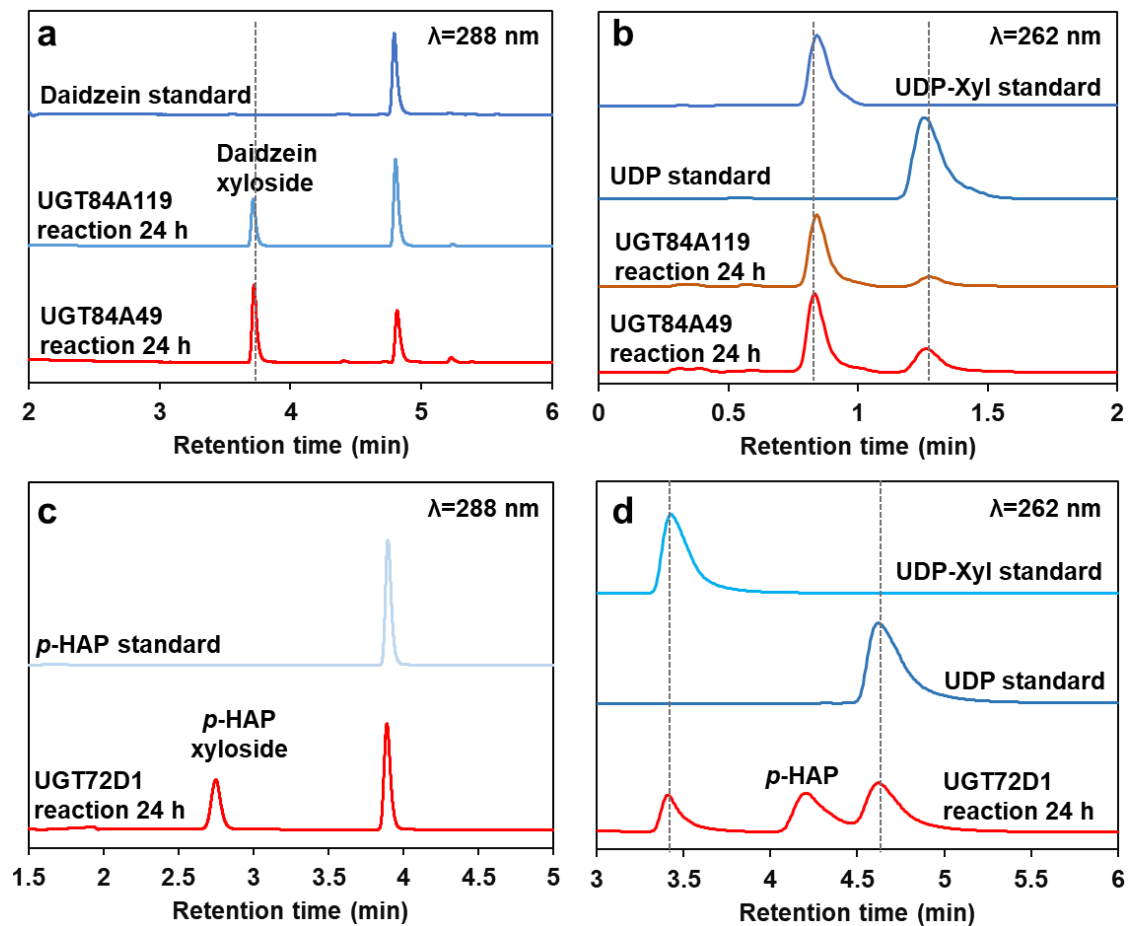 a
λ=288 nm
Daidzein standard
Daidzein
xyloside
UGT84A119
reaction 24 h
UGT84A49
reaction 24 h
2 3 4 5 6
Retention time (min)
b
λ=262 nm
UDP-Xyl standard
UDP standard
UGT84A119
reaction 24 h
UGT84A49
reaction 24 h
0 0.5 1 1.5 2
Retention time (min)
c
λ=288 nm
p-HAP standard
p-HAP
xyloside
UGT72D1
reaction 24 h
1.5 2 2.5 3 3.5 4 4.5 5
Retention time (min)
d
λ=262 nm
UDP-Xyl standard
UDP standard
p-HAP
UGT72D1
reaction 24 h
3 3.5 4 4.5 5 5.5 6
Retention time (min)